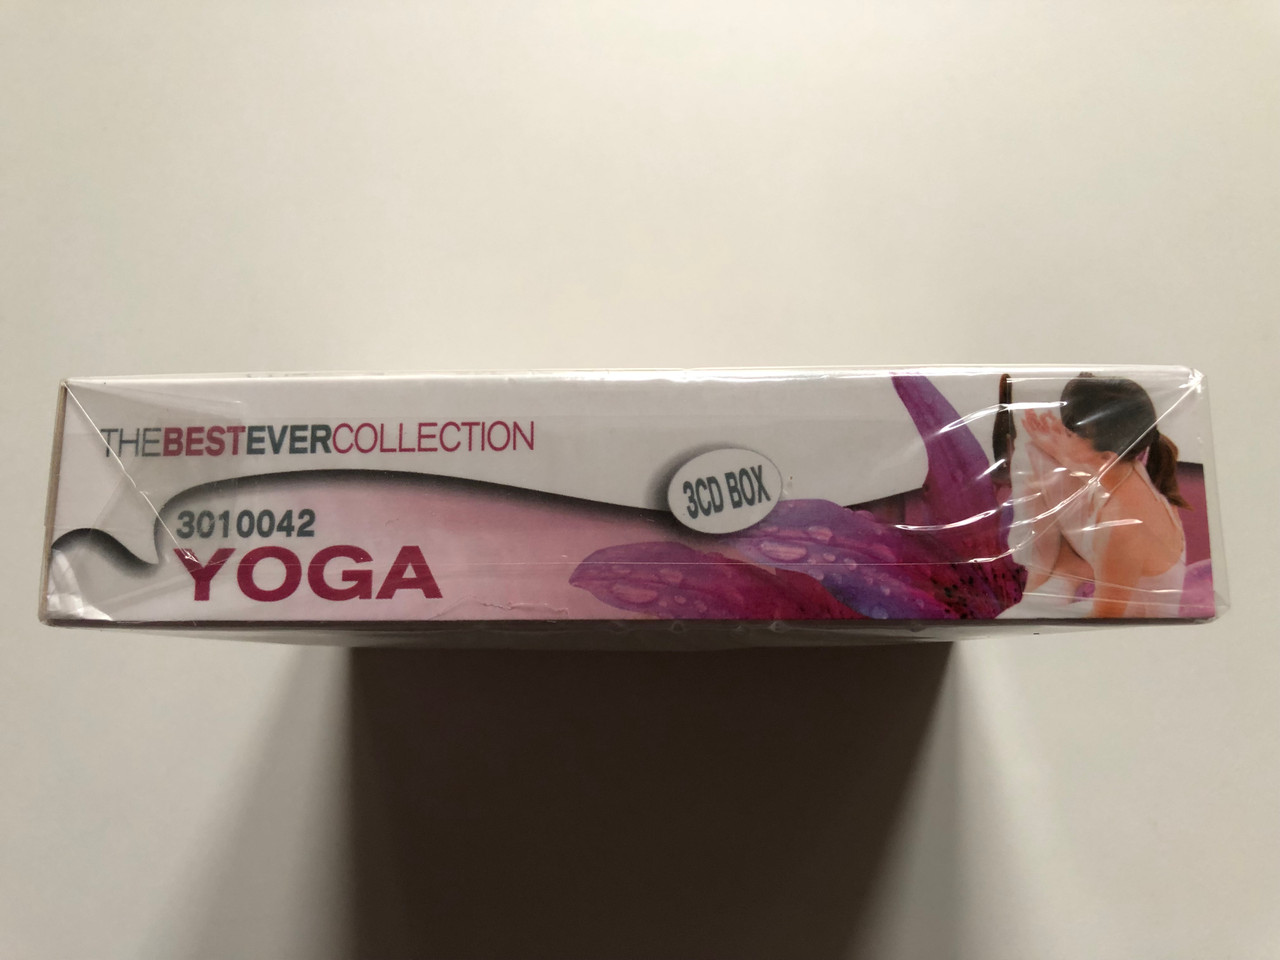 THEBESTEVERCOLLECTION
3CD BOX
3010042
YOGA